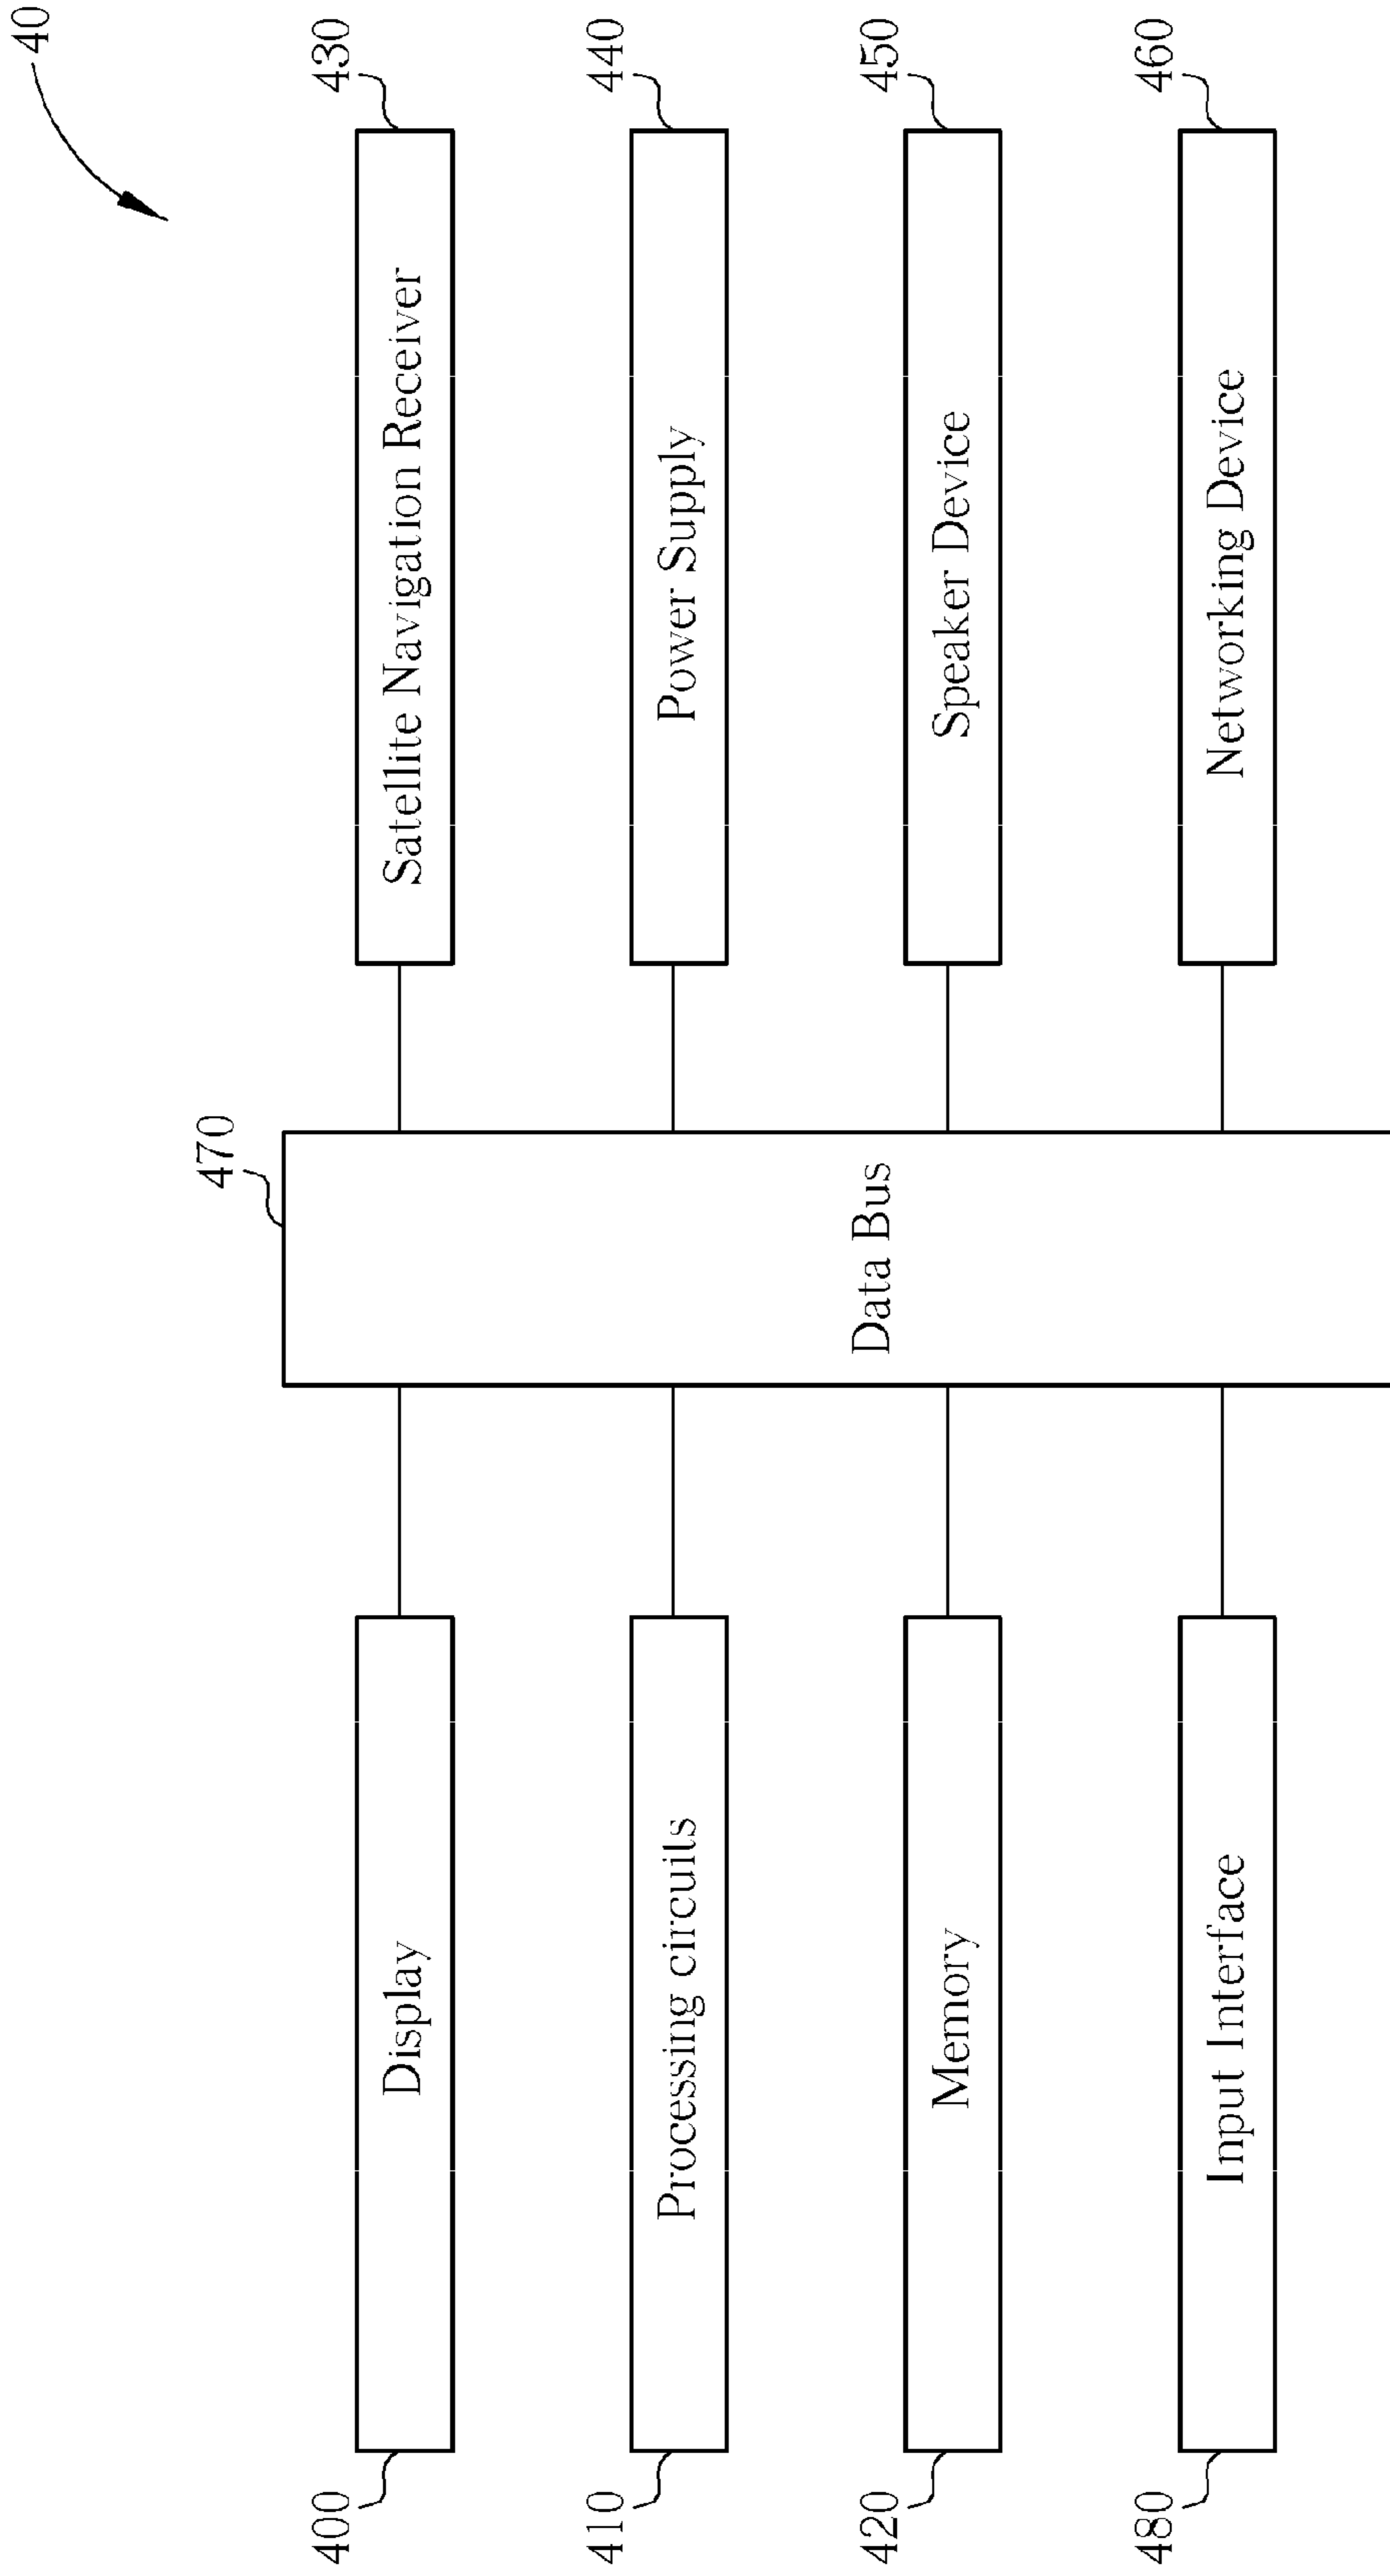 40
470
400
Display
Satellite Navigation Receiver
430
410
Processing circuits
Power Supply
440
Data Bus
420
Memory
Speaker Device
450
480
Input Interface
Networking Device
460